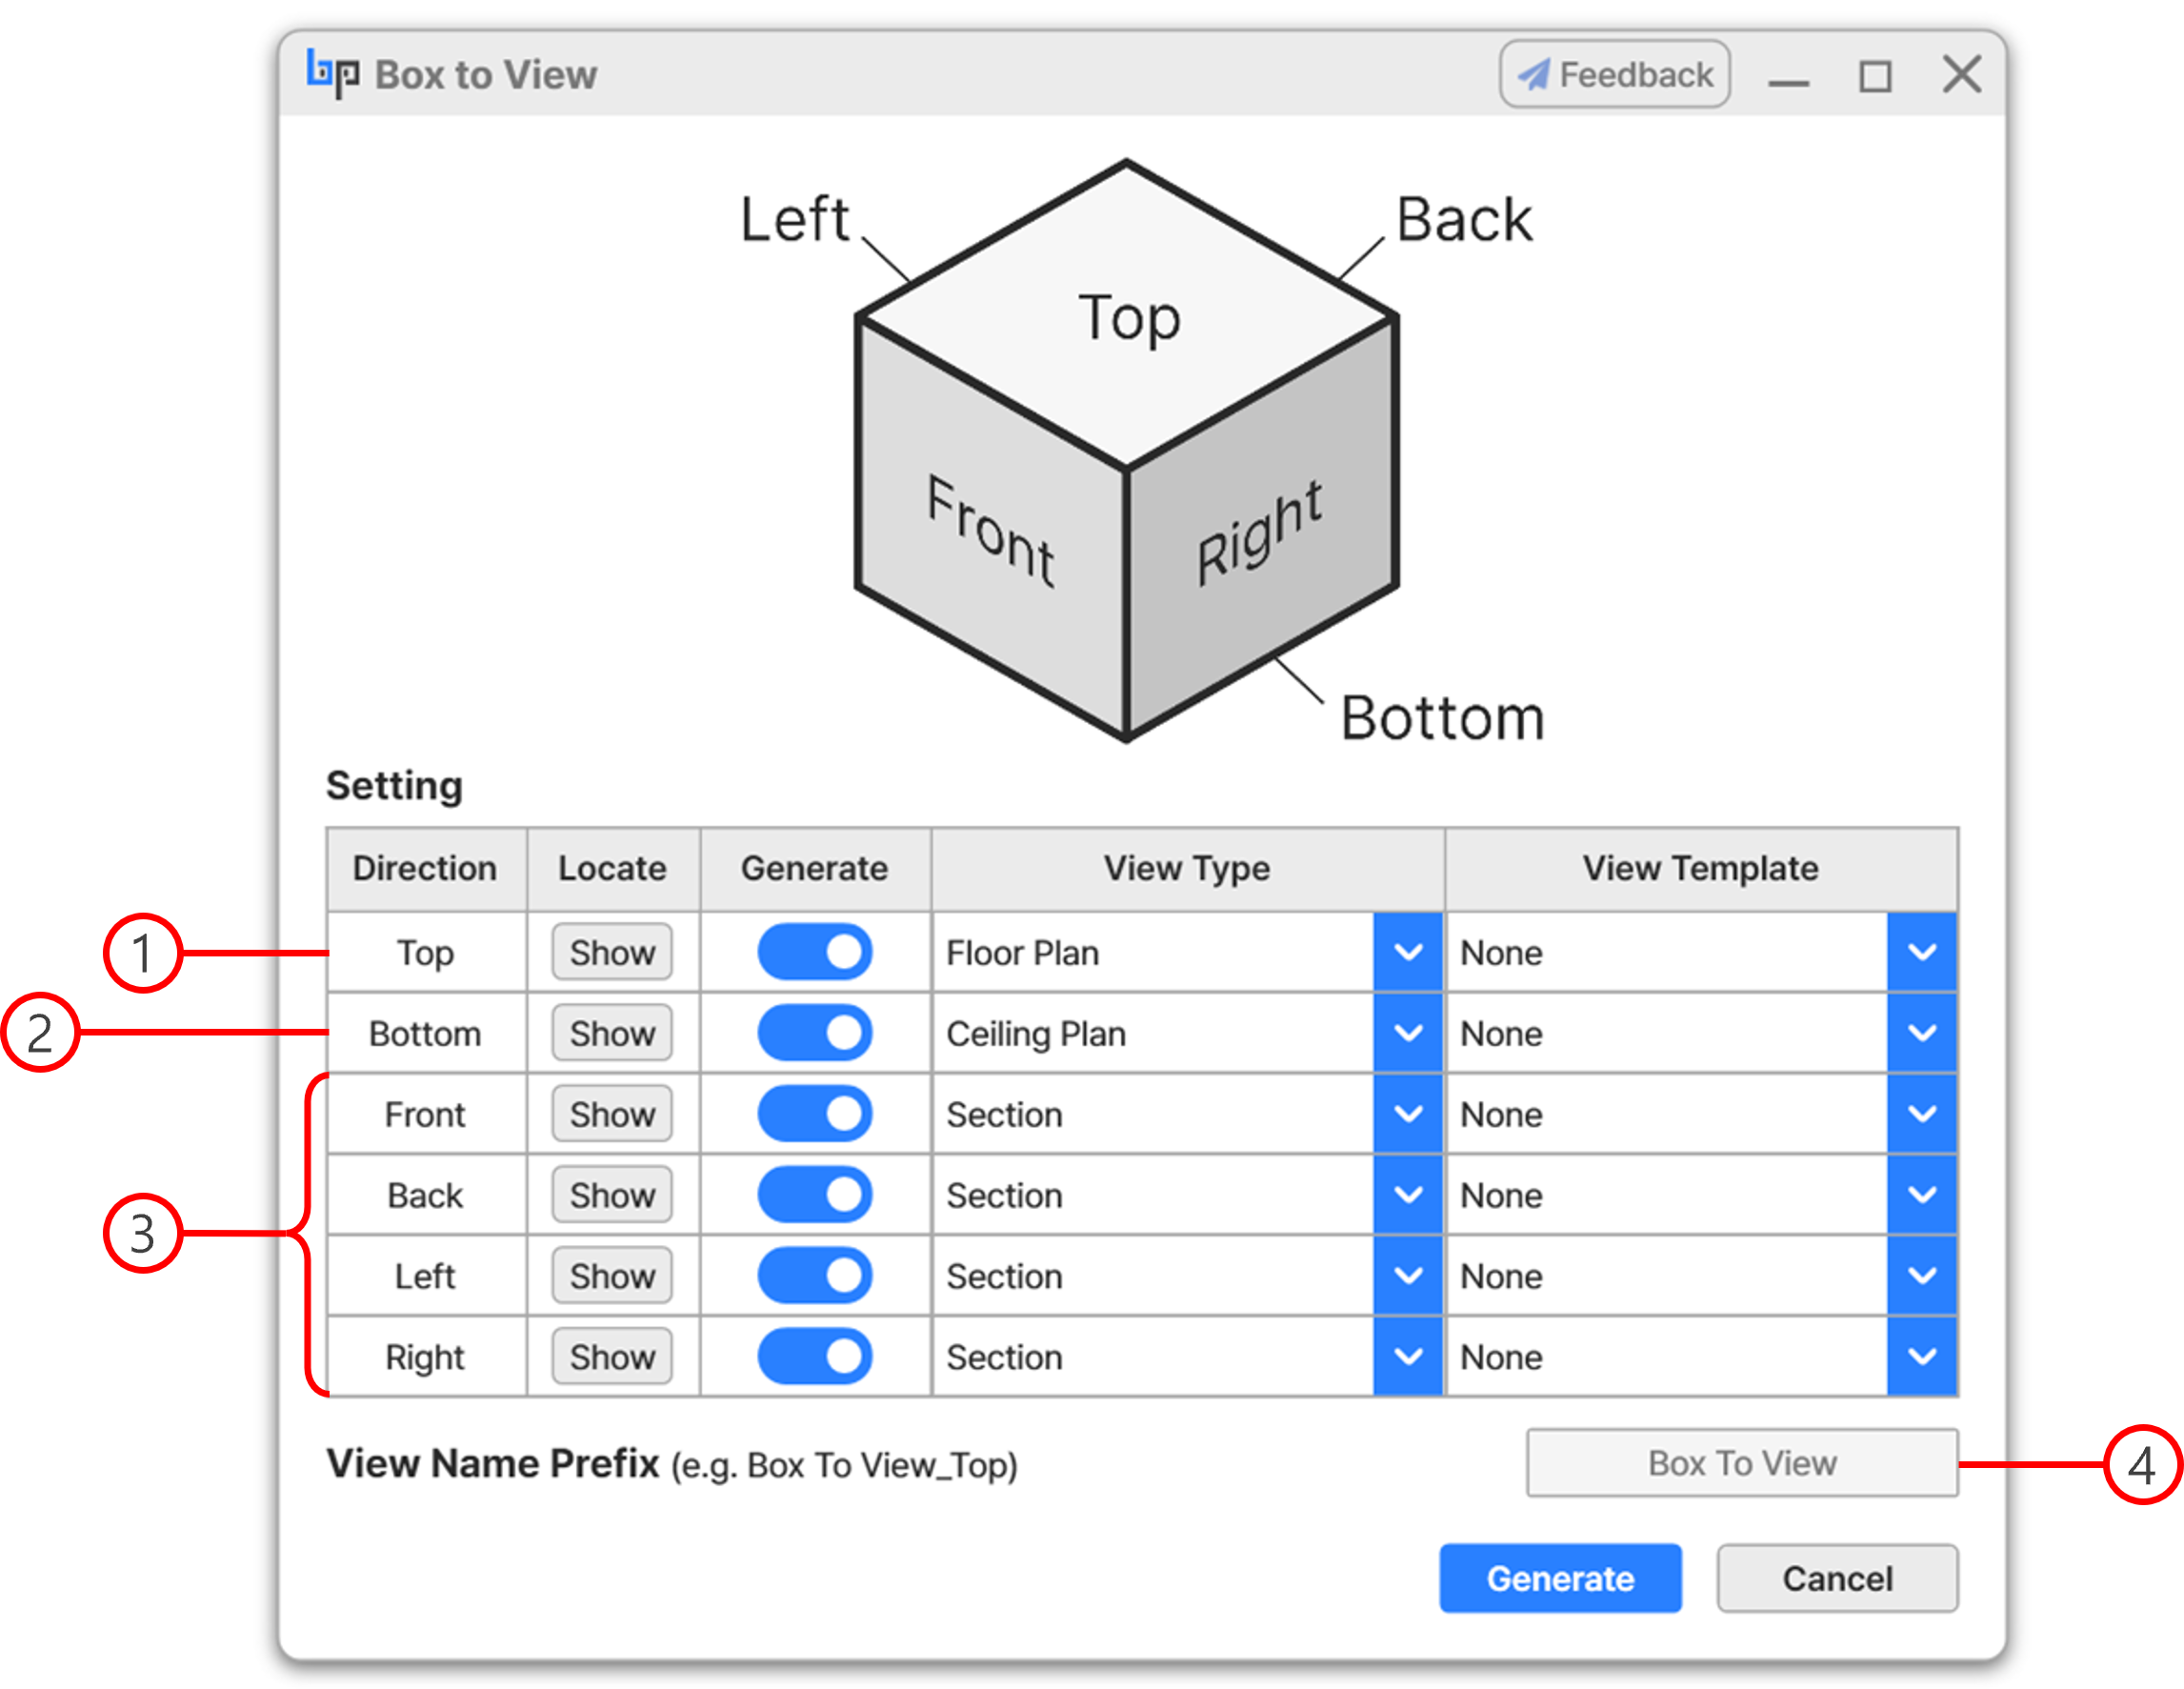 bp Box to View Feedback
Left
Back
Top
Front
Right
Bottom
Setting
Direction Locate Generate View Type View Template
1 Top Show Floor Plan None
2 Bottom Show Ceiling Plan None
Front Show Section None
Back Show Section None
3
Left Show Section None
Right Show Section None
View Name Prefix (e.g. Box To View_Top) Box To View 4
Generate Cancel